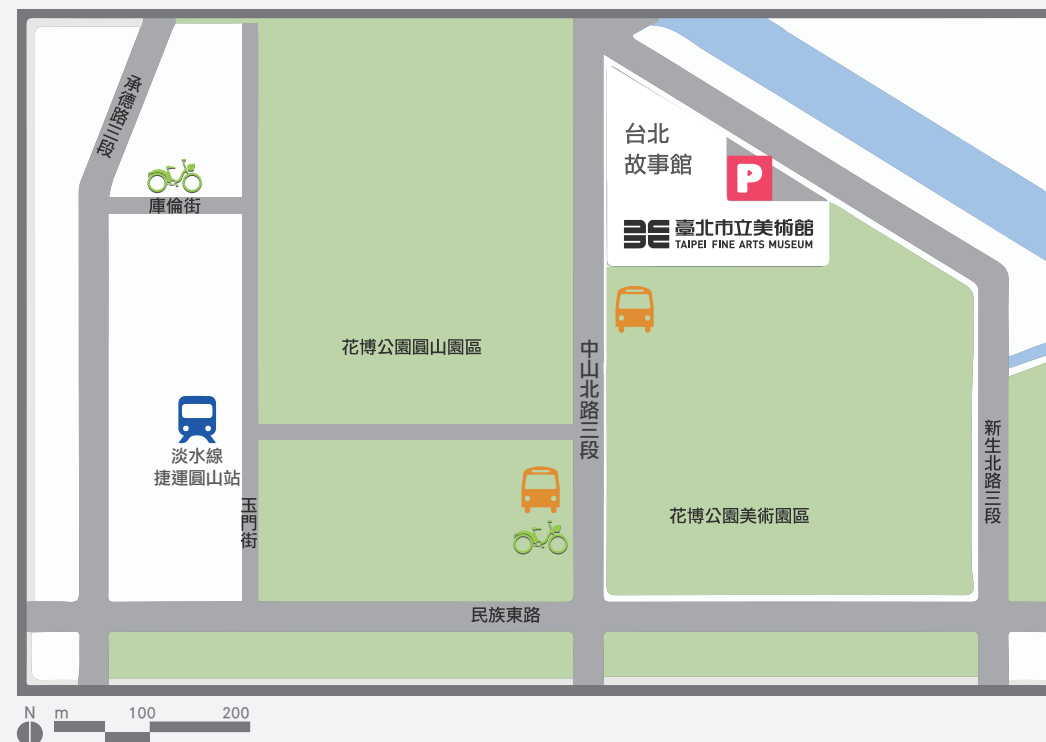 承德路三段
台北
故事館
P
庫倫街
臺北市立美術館
TAIPEI FINE ARTS MUSEUM
花博公園圓山園區
中山北路三段
淡水線
捷運圓山站
新生北路三段
玉門街
花博公園美術園區
民族東路
N m 100 200